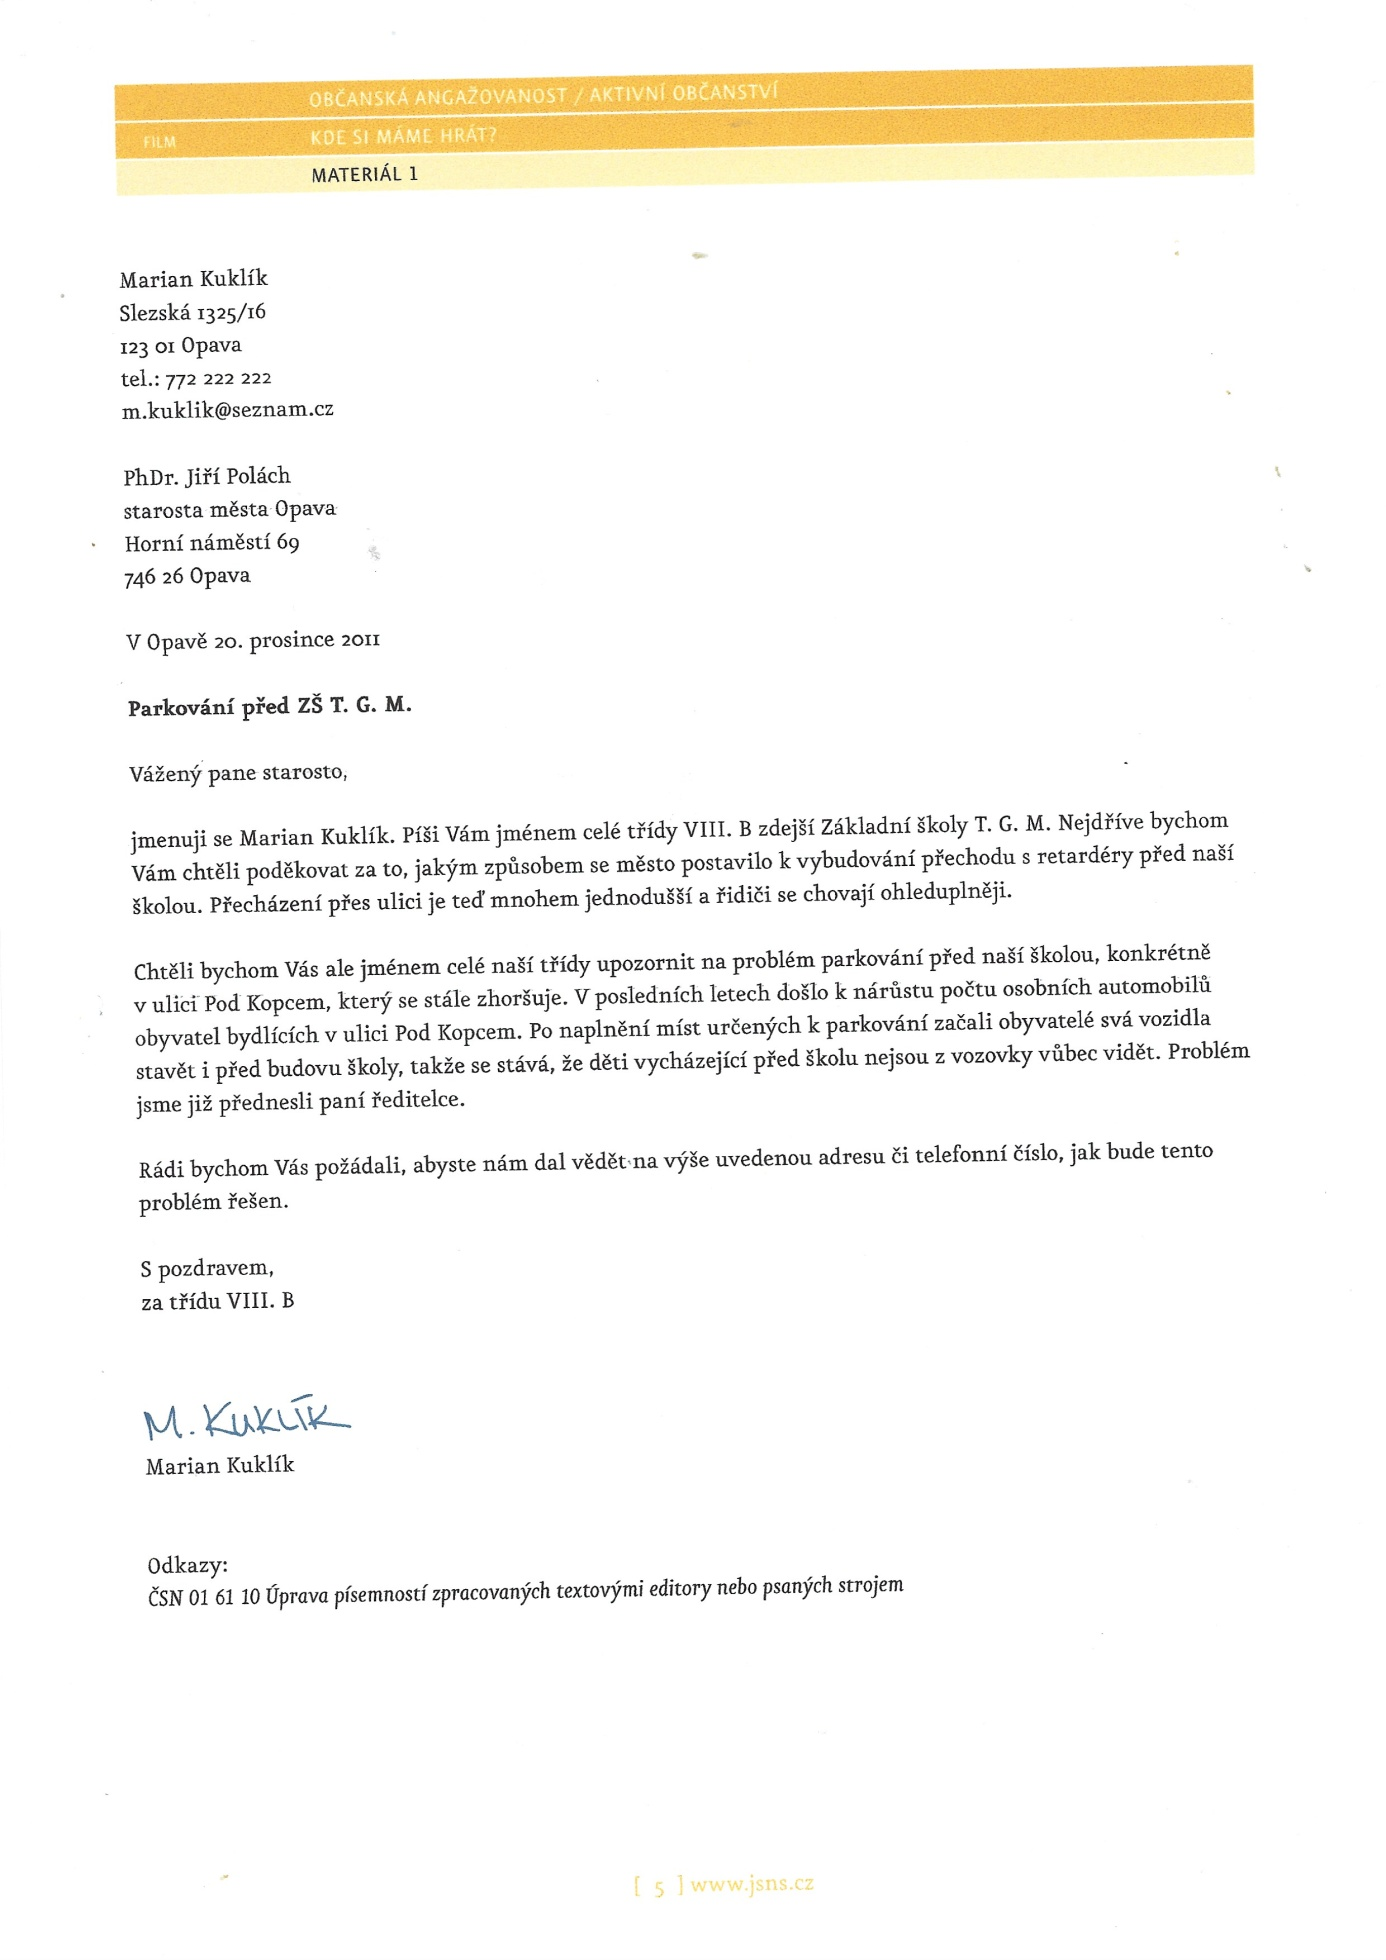 OBČANSKÁ ANGAŽOVANOST / AKTIVNÍ OBČANSTVÍ
FILM KDE SI MÁME HRÁT?
MATERIÁL 1
Marian Kuklík
Slezská 1325/16
123 01 Opava
tel.: 772 222 222
m.kuklik@seznam.cz
PhDr. Jiří Polách
starosta města Opava
Horní náměstí 69
746 26 Opava
V Opavě 20. prosince 2011
Parkování před ZŠ T. G. M.
Vážený pane starosto,
jmenuji se Marian Kuklík. Píši Vám jménem celé třídy VIII. B zdejší Základní školy T. G. M. Nejdříve bychom
Vám chtěli poděkovat za to, jakým způsobem se město postavilo k vybudování přechodu s retardéry před naší
školou. Přecházení přes ulici je teď mnohem jednodušší a řidiči se chovají ohleduplněji.
Chtěli bychom Vás ale jménem celé naší třídy upozornit na problém parkování před naší školou, konkrétně
v ulici Pod Kopcem, který se stále zhoršuje. V posledních letech došlo k nárůstu počtu osobních automobilů
obyvatel bydlících v ulici Pod Kopcem. Po naplnění míst určených k parkování začali obyvatelé svá vozidla
stavět i před budovu školy, takže se stává, že děti vycházející před školu nejsou z vozovky vůbec vidět. Problém
jsme již přednesli paní ředitelce.
Rádi bychom Vás požádali, abyste nám dal vědět na výše uvedenou adresu či telefonní číslo, jak bude tento
problém řešen.
S pozdravem,
za třídu VIII. B
M. KUKLÍK
Marian Kuklík
Odkazy:
ČSN 01 61 10 Úprava písemností zpracovaných textovými editory nebo psaných strojem
[ 5 ] www.jsns.cz